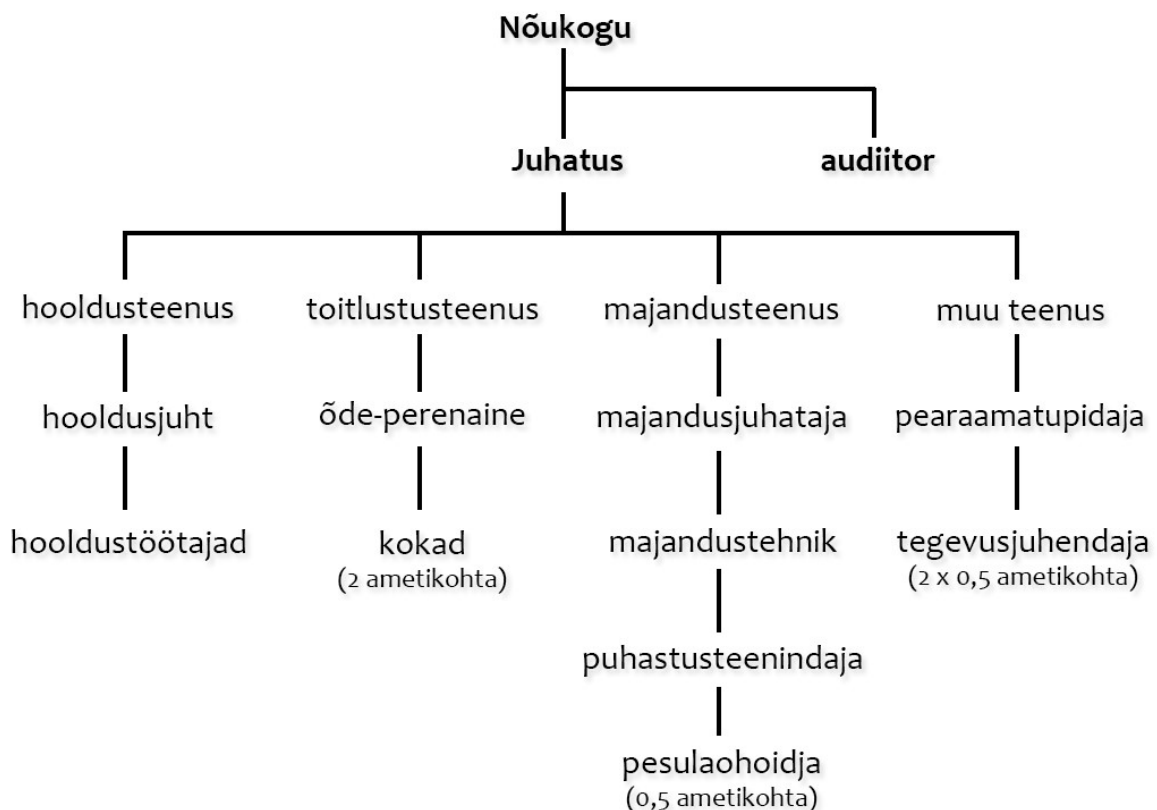 Nõukogu
Juhatus
audiitor
hooldusteenus
toitlustusteenus
majandusteenus
muu teenus
hooldusjuht
õde-perenaine
majandusjuhataja
pearaamatupidaja
hooldustöötajad
kokad
(2 ametikohta)
majandustehnik
tegevusjuhendaja
(2 x 0,5 ametikohta)
puhastusteenindaja
pesulaohoidja
(0,5 ametikohta)